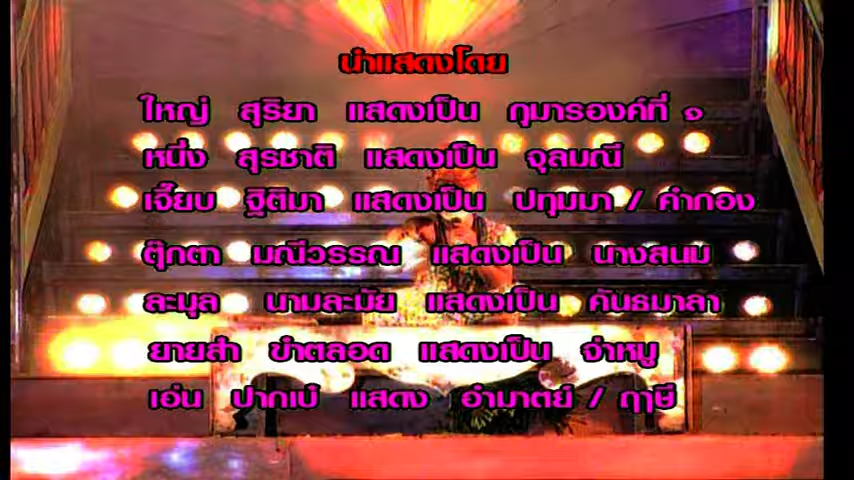 นำแสดงโดย
ใหญ่ สุริยา แสดงเป็น กุมารองค์ที่ ๑
หนึ่ง สุรชาติ แสดงเป็น จุลมณี
เจี๊ยบ ฐิติมา แสดงเป็น ปทุมมา / คำกอง
ตุ๊กตา มณีวรรณ แสดงเป็น นางสนม
ละมุล นามละมัย แสดงเป็น คันธมาลา
ยายสำ ขำตลอด แสดงเป็น จ่าหมู
เอ่น ปากเป๋ แสดง อำมาตย์ / ฤๅษี